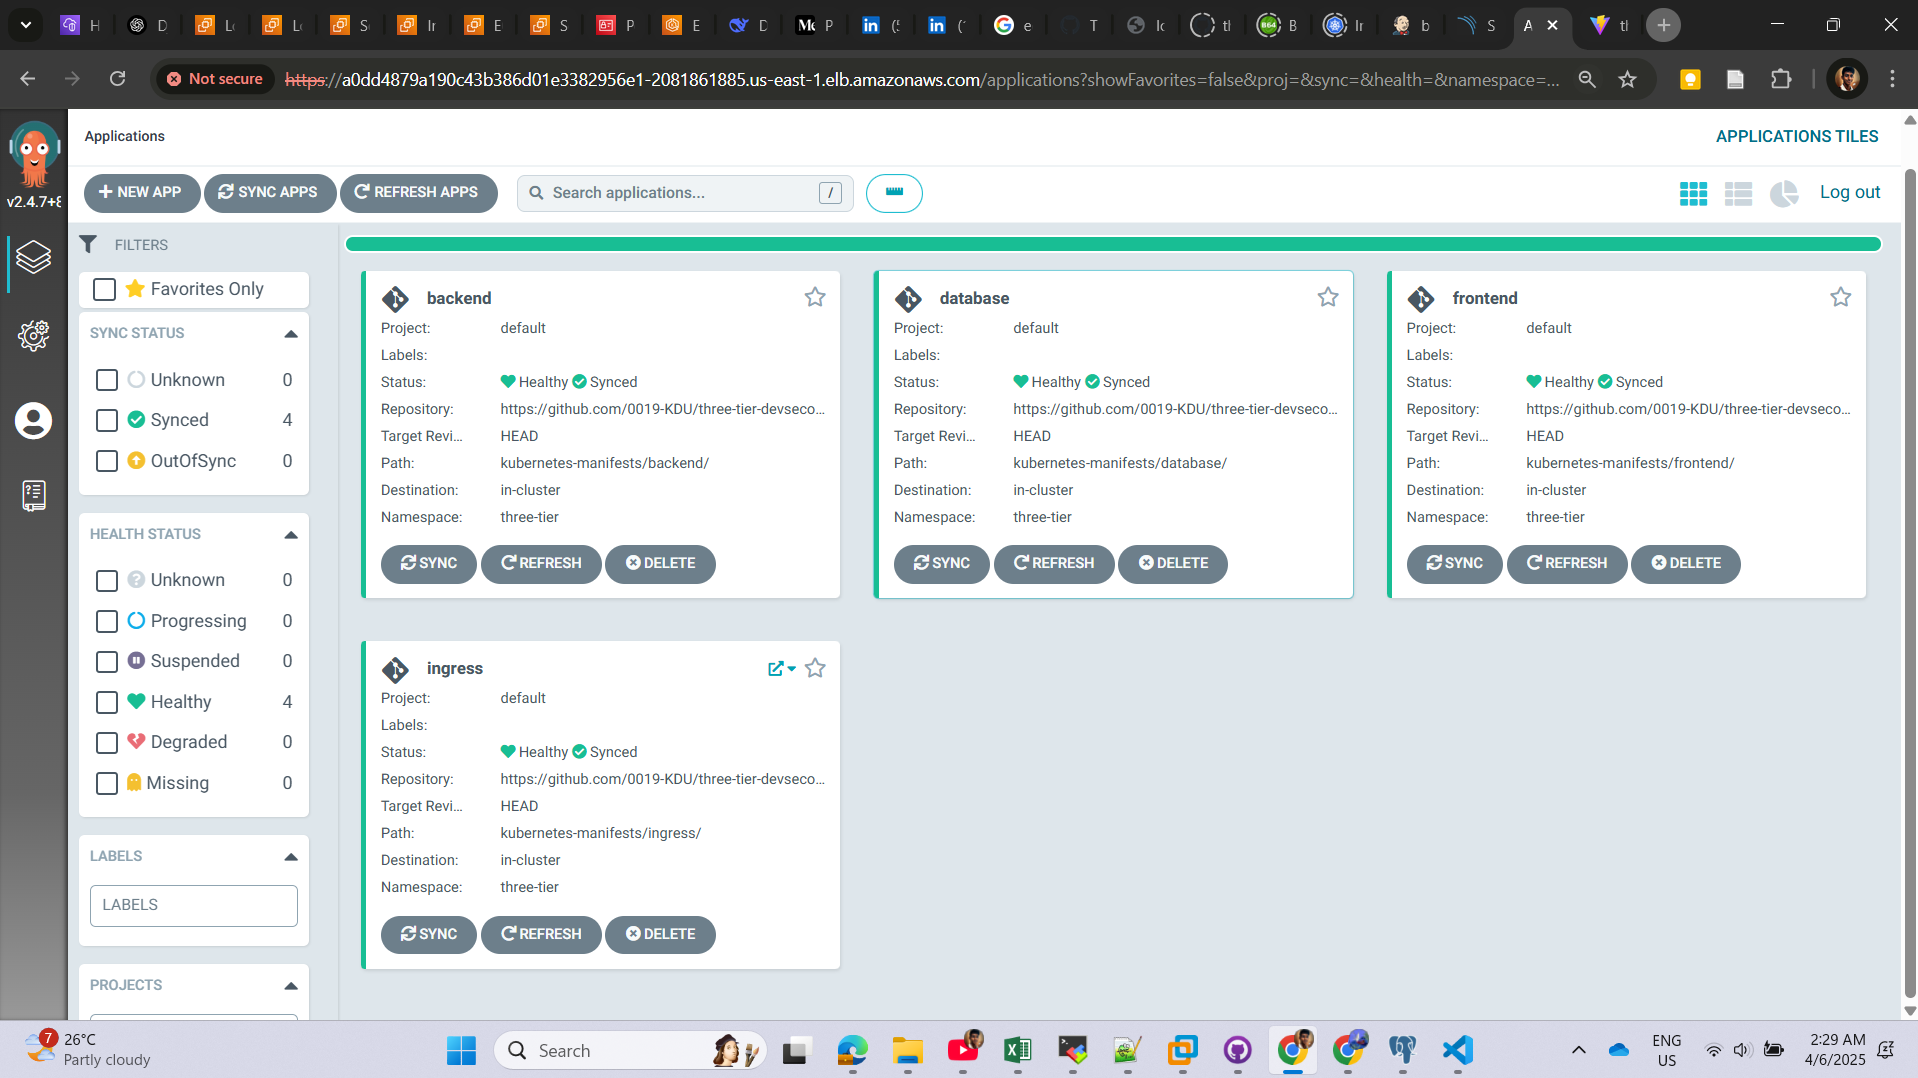 H
D
Lo
Lo
Se
In
E
S
P
E
D
Me P
(5
(
e
T
Ic
tl
B64 B
In
b
S
A
tl
Not secure
https://a0dd4879a190c43b386d01e3382956e1-2081861885.us-east-1.elb.amazonaws.com/applications?showFavorites=false&proj=&sync=&health=&namespace=...
Applications
APPLICATIONS TILES
v2.4.7+8
NEW APP
SYNC APPS
REFRESH APPS
Search applications...
/
Log out
FILTERS
Favorites Only
SYNC STATUS
Unknown 0
Synced 4
OutOfSync 0
HEALTH STATUS
Unknown 0
Progressing 0
Suspended 0
Healthy 4
Degraded 0
Missing 0
LABELS
LABELS
PROJECTS
backend
Project: default
Labels:
Status: Healthy Synced
Repository: https://github.com/0019-KDU/three-tier-devseco...
Target Revi... HEAD
Path: kubernetes-manifests/backend/
Destination: in-cluster
Namespace: three-tier
SYNC REFRESH DELETE
database
Project: default
Labels:
Status: Healthy Synced
Repository: https://github.com/0019-KDU/three-tier-devseco...
Target Revi... HEAD
Path: kubernetes-manifests/database/
Destination: in-cluster
Namespace: three-tier
SYNC REFRESH DELETE
frontend
Project: default
Labels:
Status: Healthy Synced
Repository: https://github.com/0019-KDU/three-tier-devseco...
Target Revi... HEAD
Path: kubernetes-manifests/frontend/
Destination: in-cluster
Namespace: three-tier
SYNC REFRESH DELETE
ingress
Project: default
Labels:
Status: Healthy Synced
Repository: https://github.com/0019-KDU/three-tier-devseco...
Target Revi... HEAD
Path: kubernetes-manifests/ingress/
Destination: in-cluster
Namespace: three-tier
SYNC REFRESH DELETE
7
26°C
Partly cloudy
Search
ENG
US
2:29 AM
4/6/2025